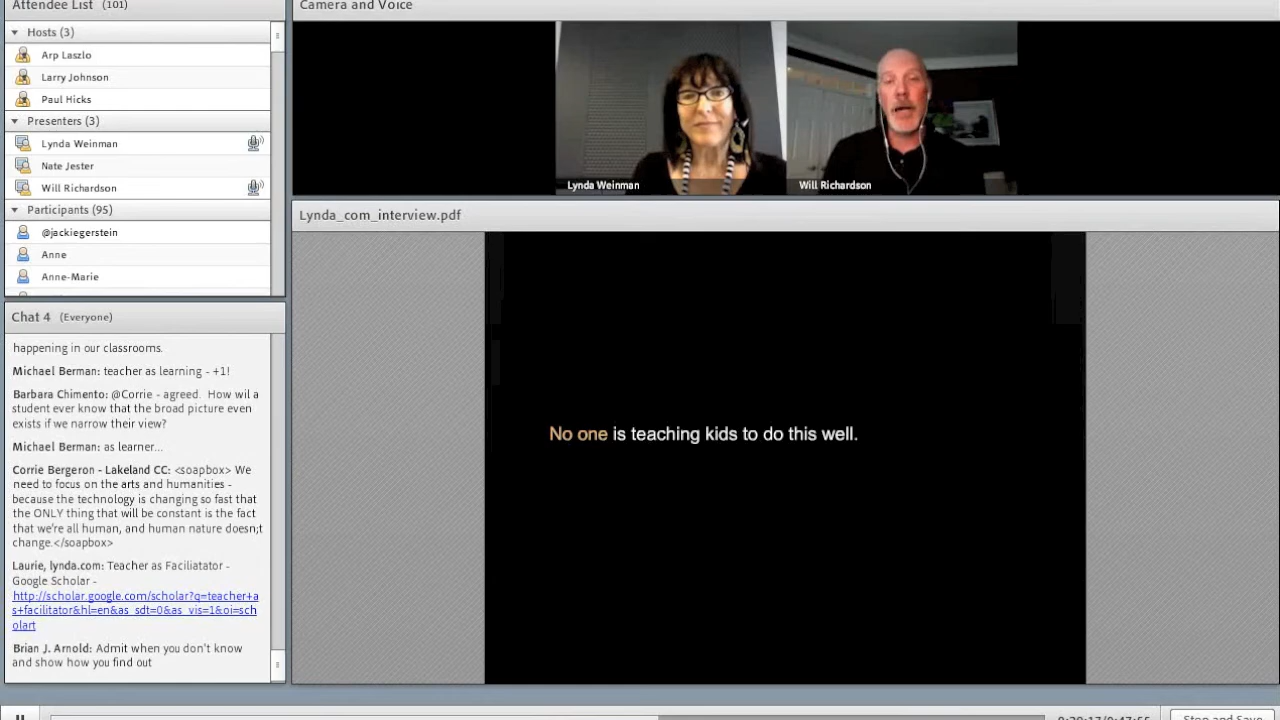 Attendee List (101)
Hosts (3)
Arp Laszlo
Larry Johnson
Paul Hicks
Presenters (3)
Lynda Weinman
Nate Jester
Will Richardson
Participants (95)
@jackiegerstein
Anne
Anne-Marie
Chat 4 (Everyone)
happening in our classrooms.
Michael Berman: teacher as learning - +1!
Barbara Chimento: @Corrie - agreed. How wil a
student ever know that the broad picture even
exists if we narrow their view?
Michael Berman: as learner...
Corrie Bergeron - Lakeland CC: <soapbox> We
need to focus on the arts and humanities -
because the technology is changing so fast that
the ONLY thing that will be constant is the fact
that we're all human, and human nature doesn;t
change.</soapbox>
Laurie, lynda.com: Teacher as Faciliatator -
Google Scholar -
http://scholar.google.com/scholar?q=teacher+a
s+facilitator&hl=en&as_sdt=0&as_vis=1&oi=sch
olart
Brian J. Arnold: Admit when you don't know
and show how you find out
Camera and Voice
Lynda Weinman
Will Richardson
Lynda_com_interview.pdf
No one is teaching kids to do this well.
Stop and Save